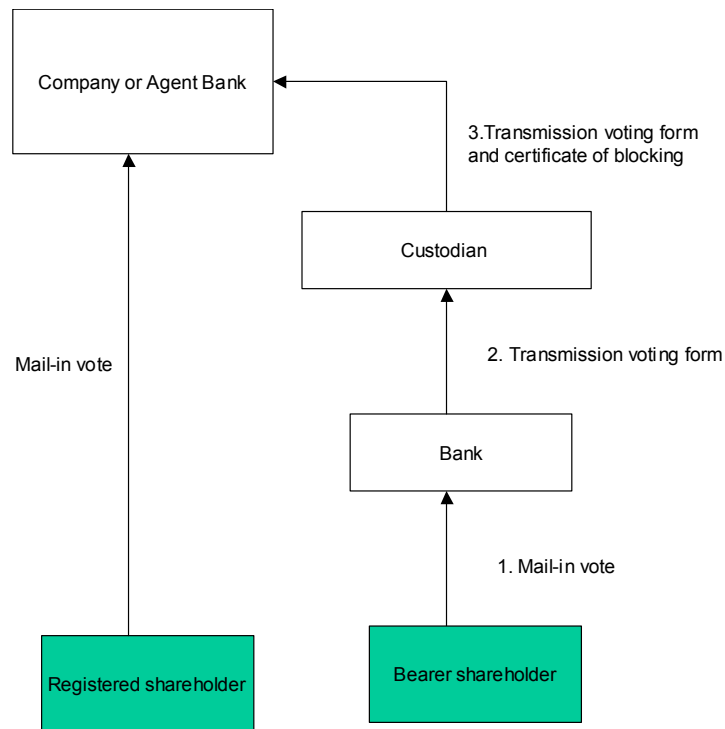 Company or Agent Bank
3.Transmission voting form
and certificate of blocking
Custodian
Mail-in vote
2. Transmission voting form
Bank
1. Mail-in vote
Registered shareholder
Bearer shareholder